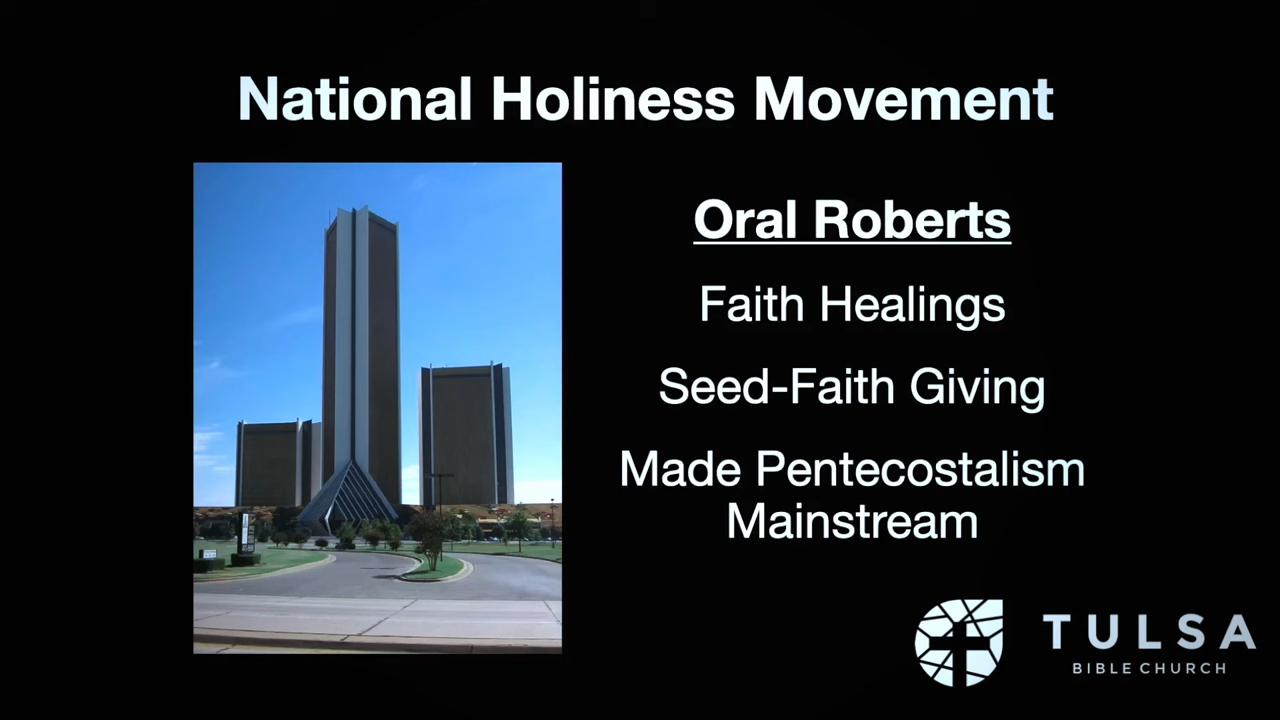 National Holiness Movement
Oral Roberts
Faith Healings
Seed-Faith Giving
Made Pentecostalism
Mainstream
TULSA
BIBLE CHURCH